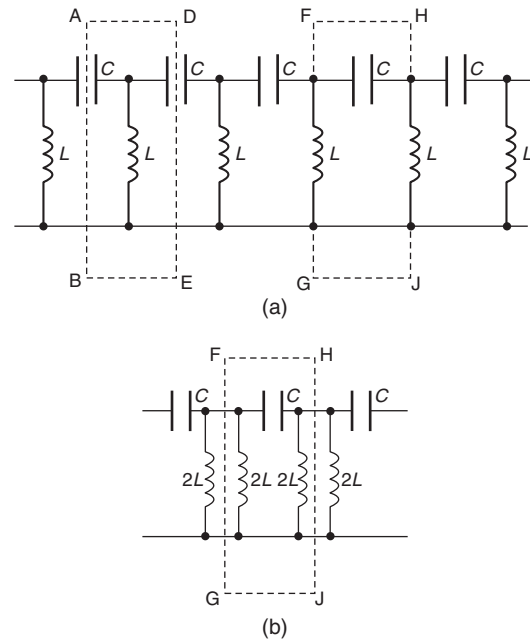 A D F H
C C C C C
L L L L L L
B E G J
(a)
F H
C C C
2L 2L 2L 2L
G J
(b)